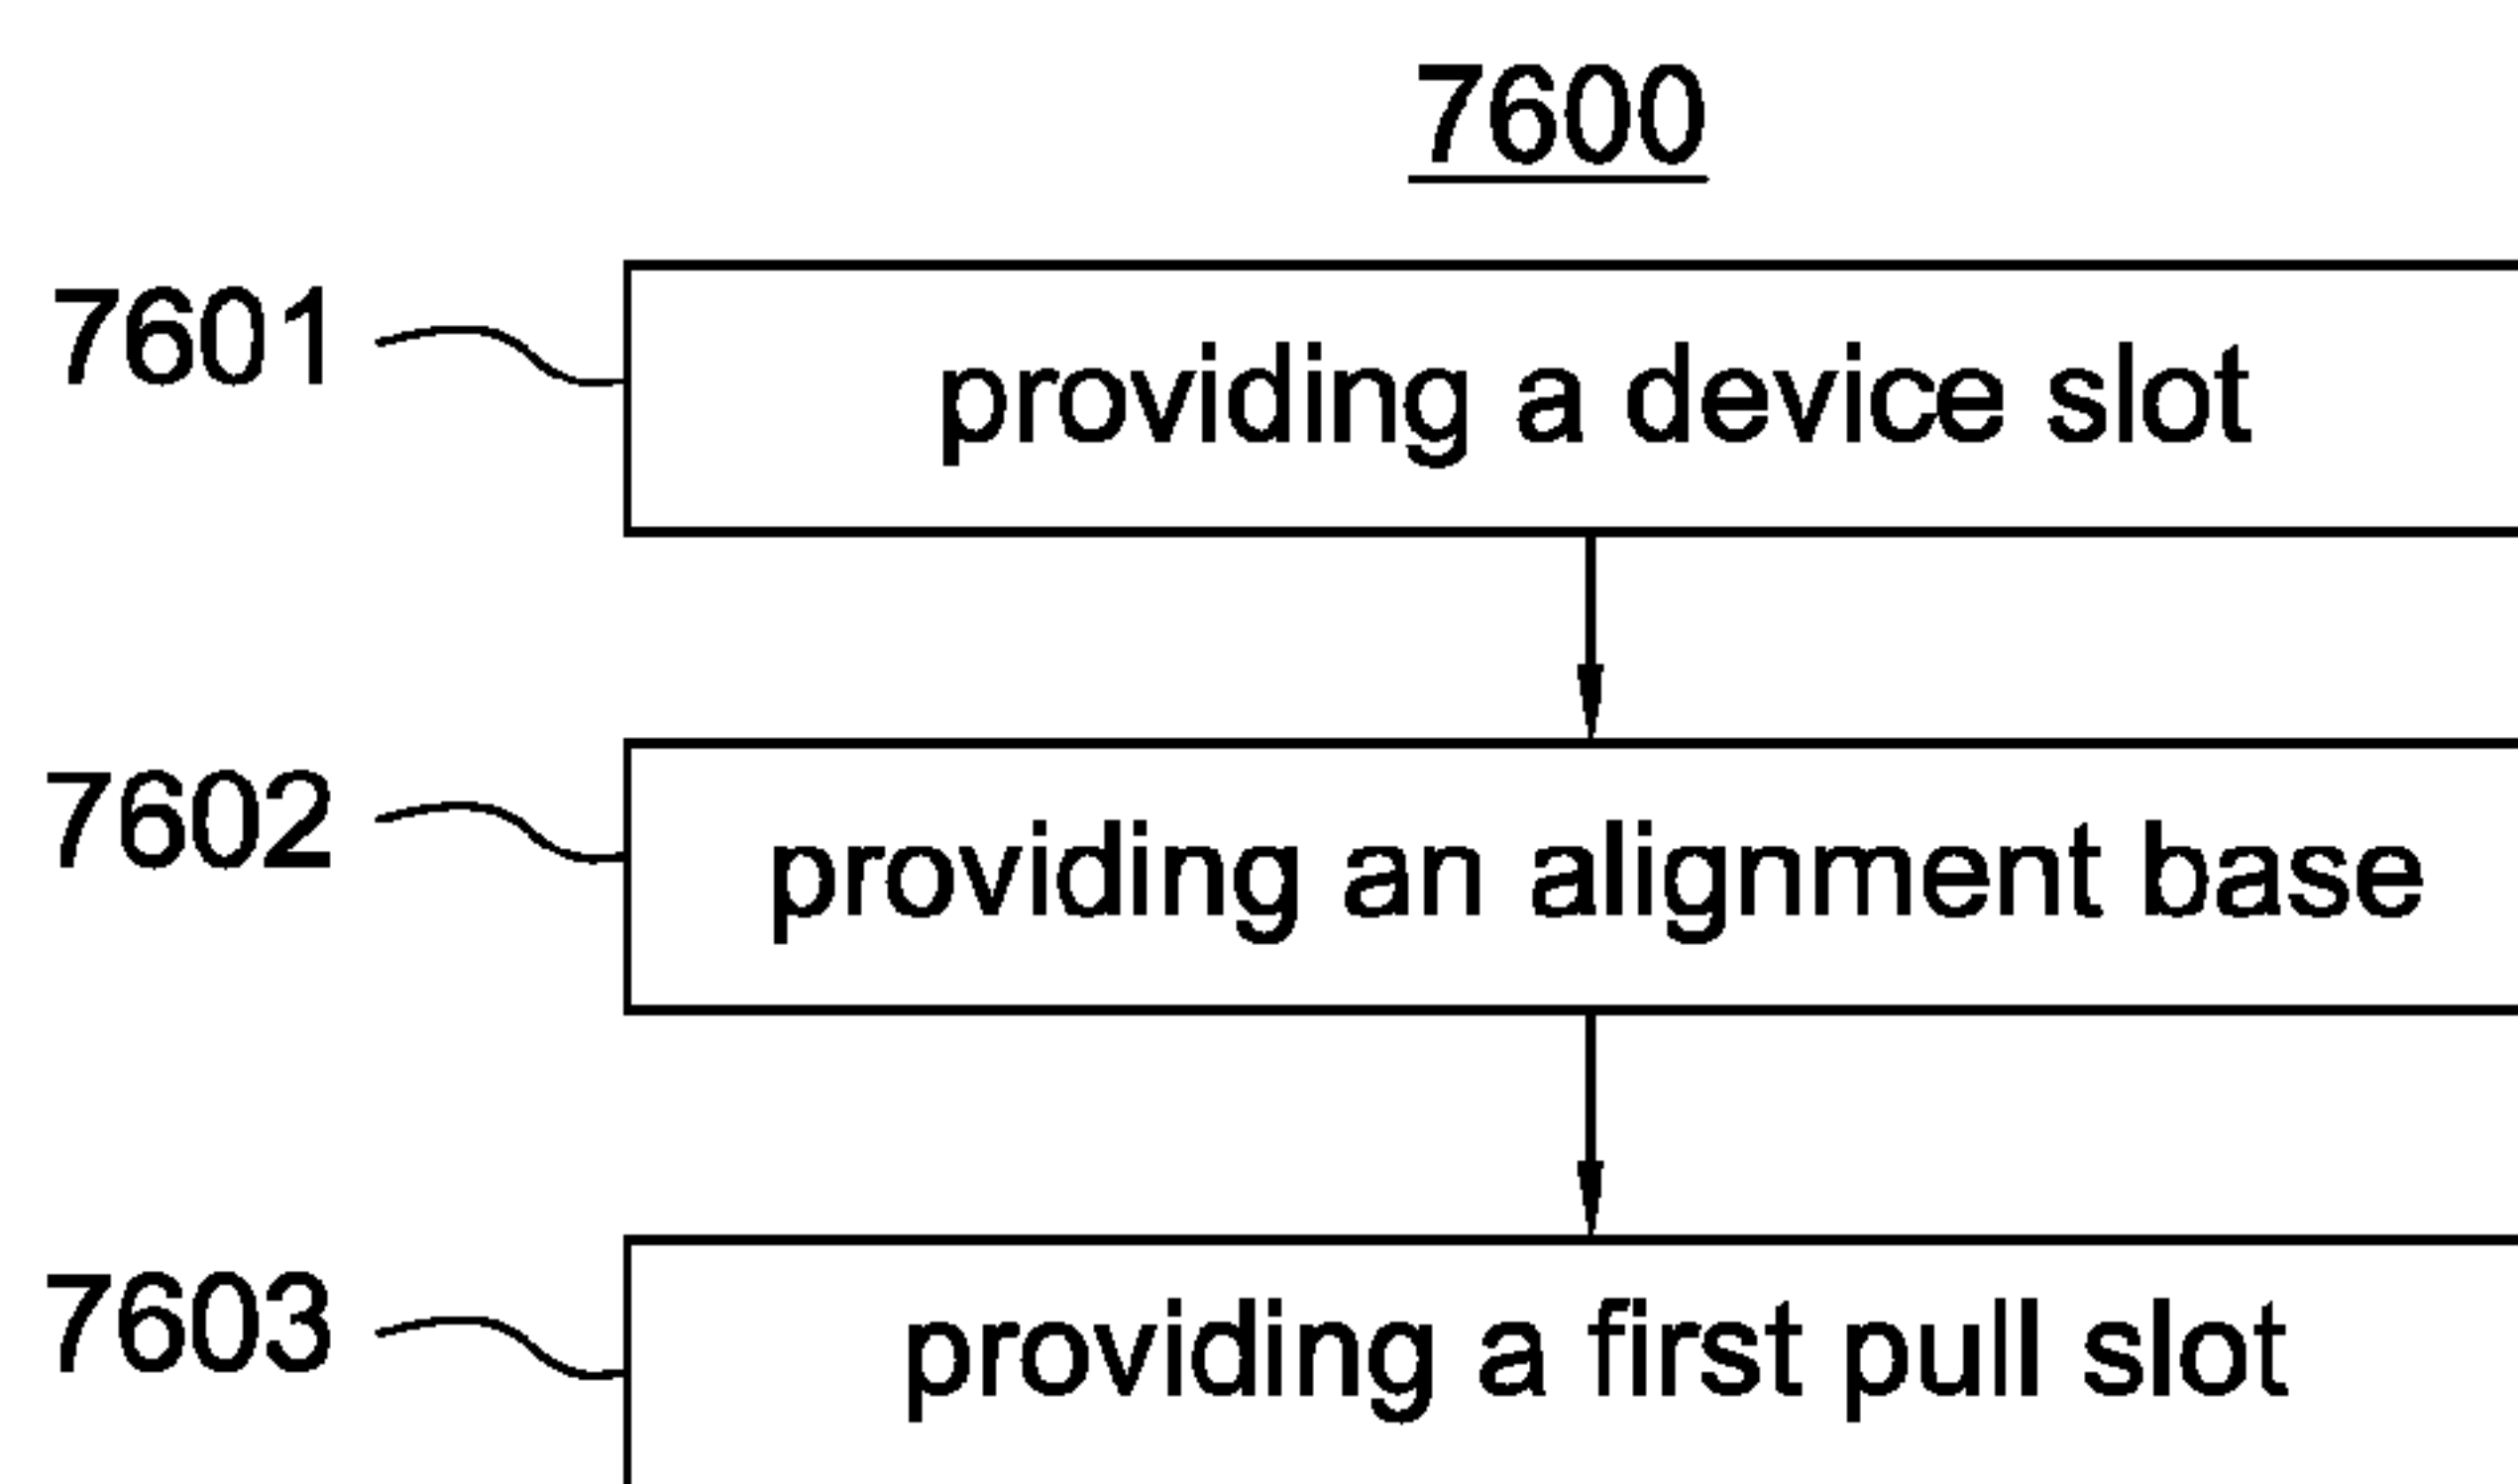 7600
7601
providing a device slot
7602
providing an alignment base
7603
providing a first pull slot